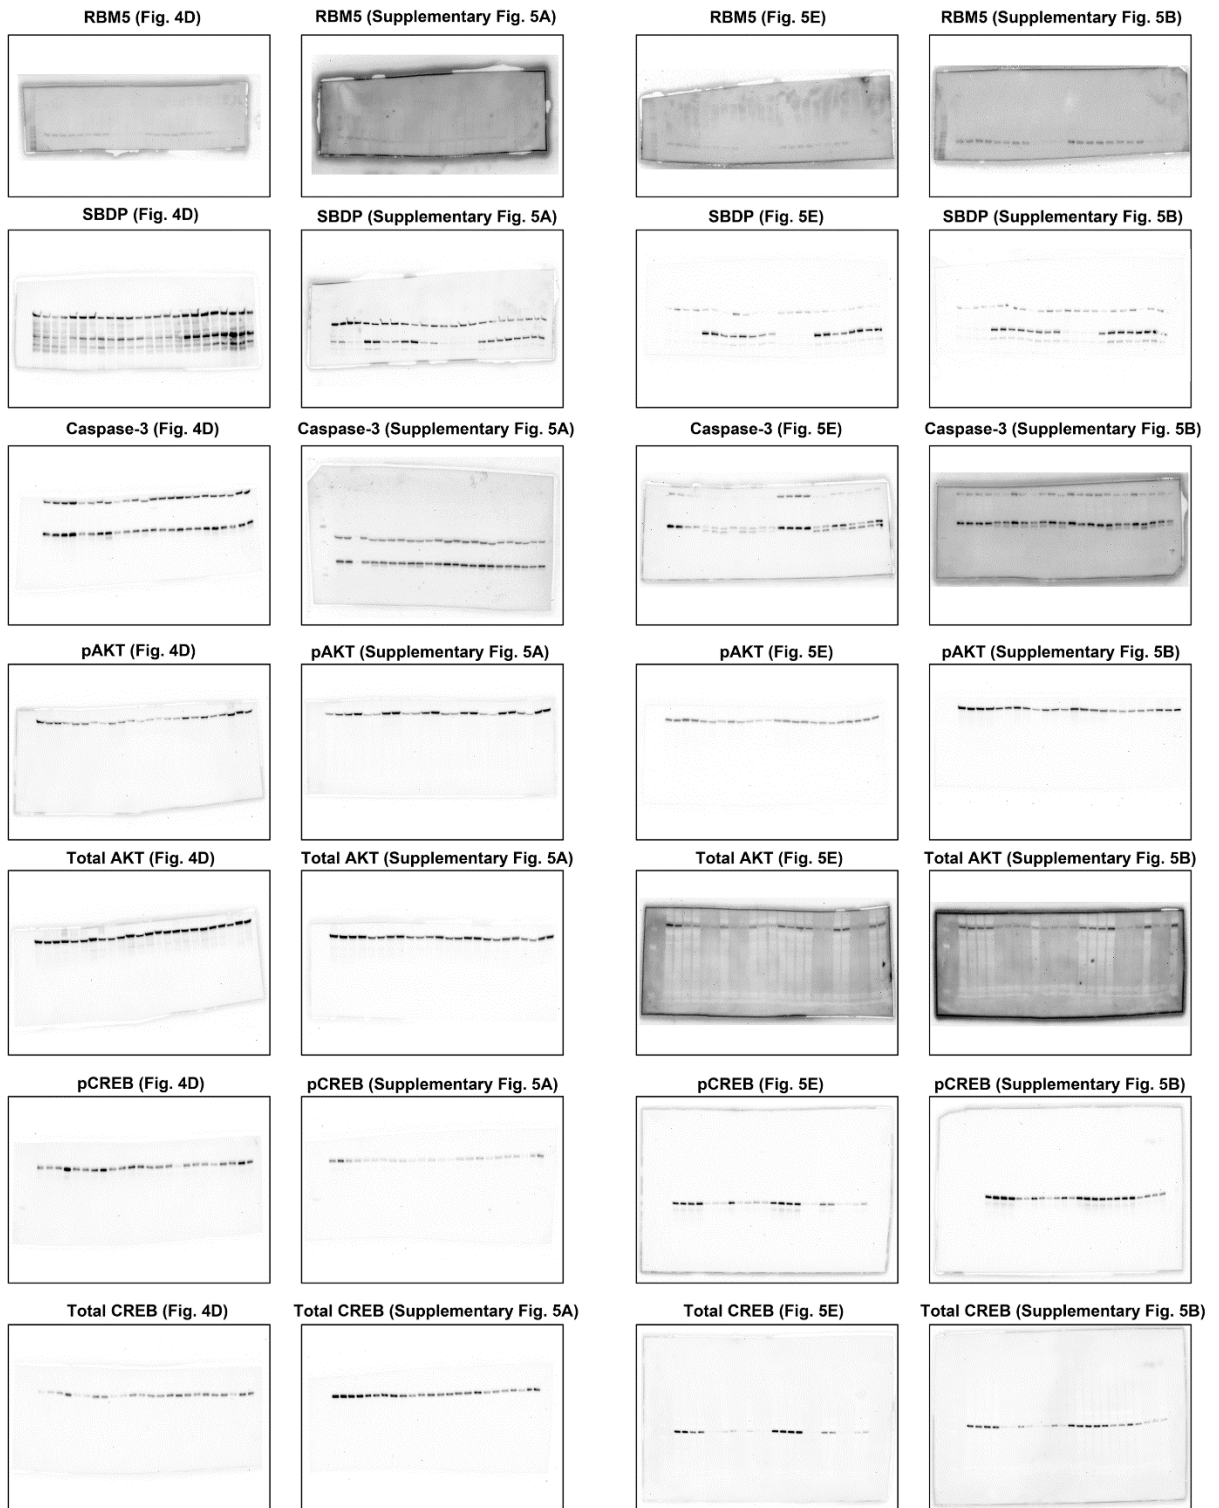 RBM5 (Fig. 4D)
RBM5 (Supplementary Fig. 5A)
RBM5 (Fig. 5E)
RBM5 (Supplementary Fig. 5B)
SBDP (Fig. 4D)
SBDP (Supplementary Fig. 5A)
SBDP (Fig. 5E)
SBDP (Supplementary Fig. 5B)
Caspase-3 (Fig. 4D)
Caspase-3 (Supplementary Fig. 5A)
Caspase-3 (Fig. 5E)
Caspase-3 (Supplementary Fig. 5B)
pAKT (Fig. 4D)
pAKT (Supplementary Fig. 5A)
pAKT (Fig. 5E)
pAKT (Supplementary Fig. 5B)
Total AKT (Fig. 4D)
Total AKT (Supplementary Fig. 5A)
Total AKT (Fig. 5E)
Total AKT (Supplementary Fig. 5B)
pCREB (Fig. 4D)
pCREB (Supplementary Fig. 5A)
pCREB (Fig. 5E)
pCREB (Supplementary Fig. 5B)
Total CREB (Fig. 4D)
Total CREB (Supplementary Fig. 5A)
Total CREB (Fig. 5E)
Total CREB (Supplementary Fig. 5B)